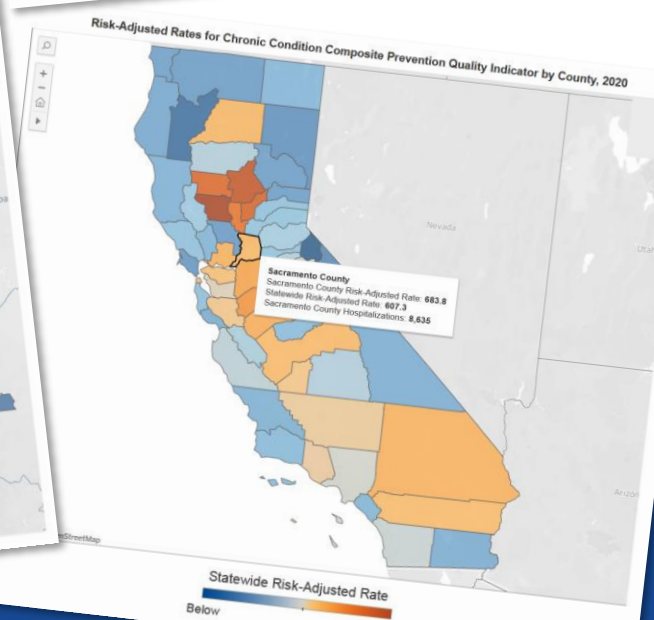 Risk-Adjusted Rates for Chronic Condition Composite Prevention Quality Indicator by County, 2020
Nevada
Utah
Sacramento County
Sacramento County Risk-Adjusted Rate: 683.8
Statewide Risk-Adjusted Rate: 607.3
Sacramento County Hospitalizations: 8,635
Statewide Risk-Adjusted Rate
Below